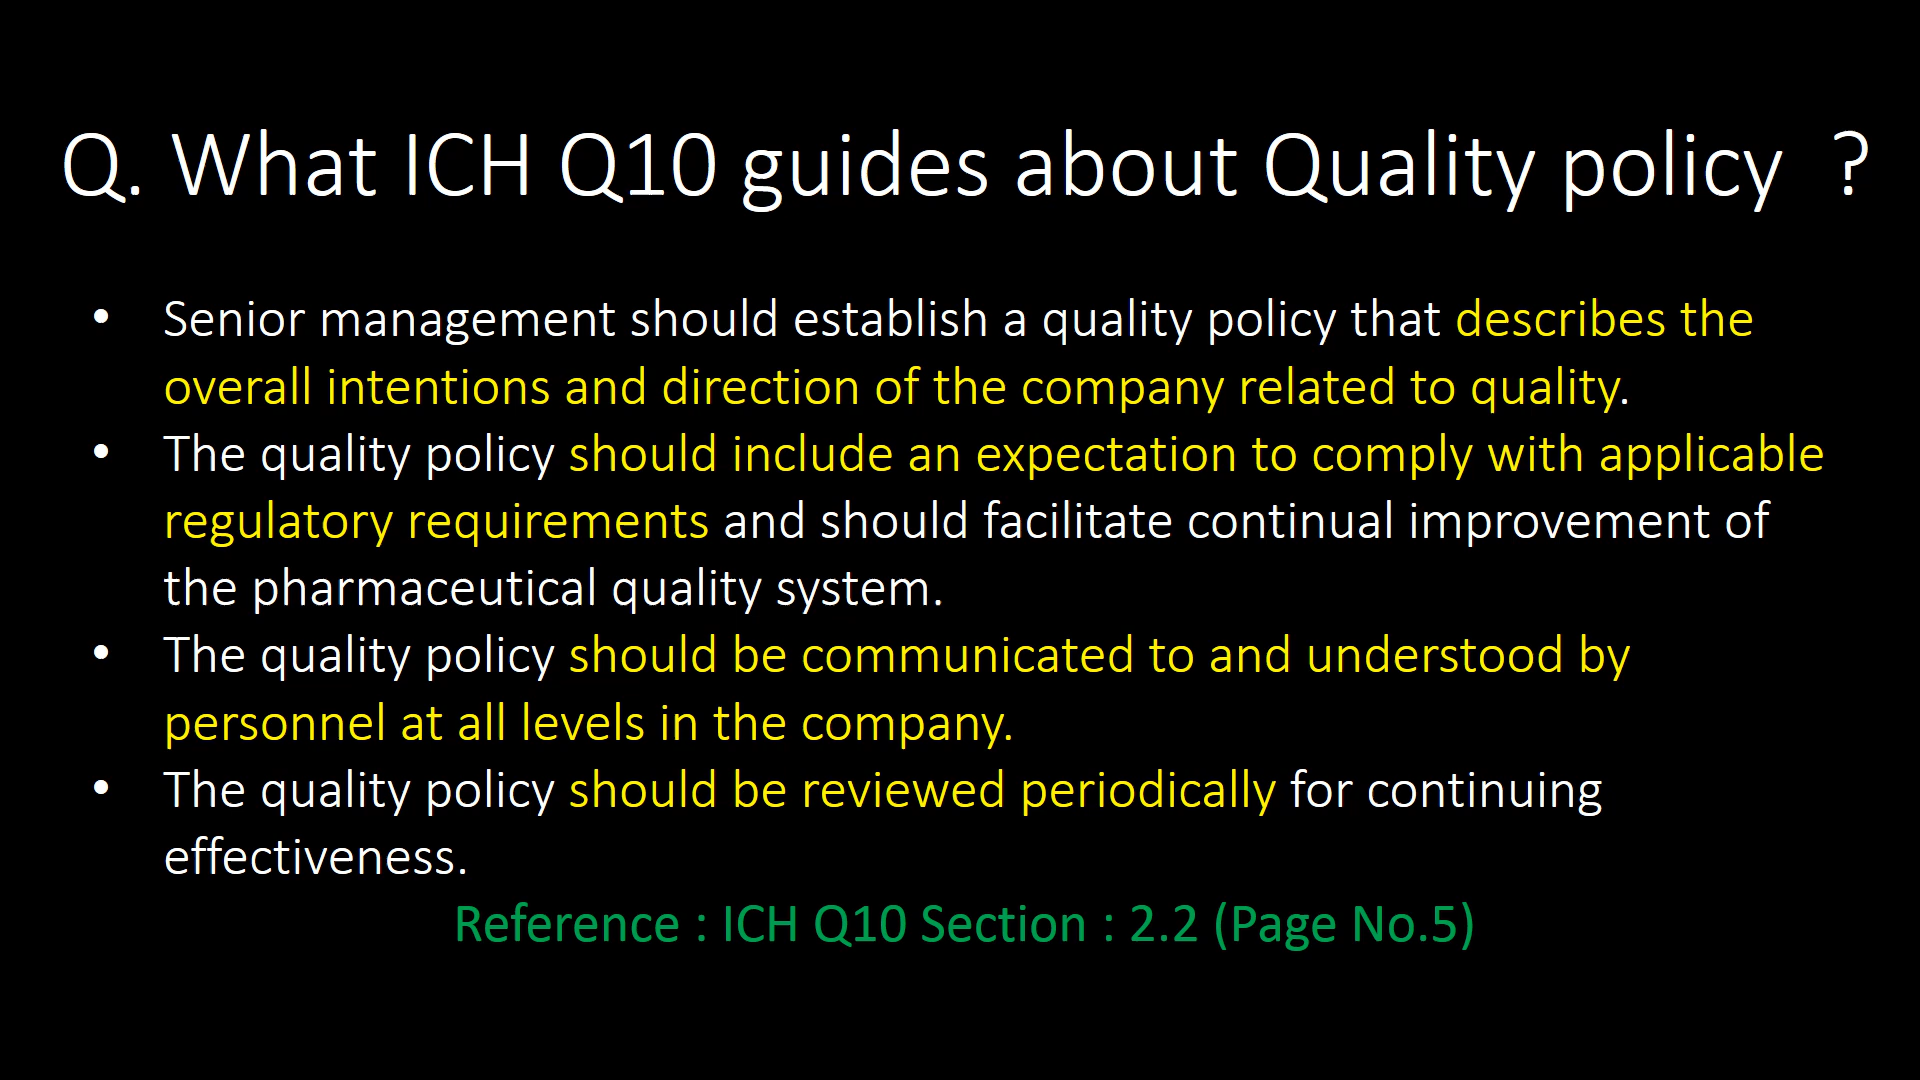 Q. What ICH Q10 guides about Quality policy  ?
• Senior management should establish a quality policy that describes the
overall intentions and direction of the company related to quality.
• The quality policy should include an expectation to comply with applicable
regulatory requirements and should facilitate continual improvement of
the pharmaceutical quality system.
• The quality policy should be communicated to and understood by
personnel at all levels in the company.
• The quality policy should be reviewed periodically for continuing
effectiveness.
Reference : ICH Q10 Section : 2.2 (Page No.5)